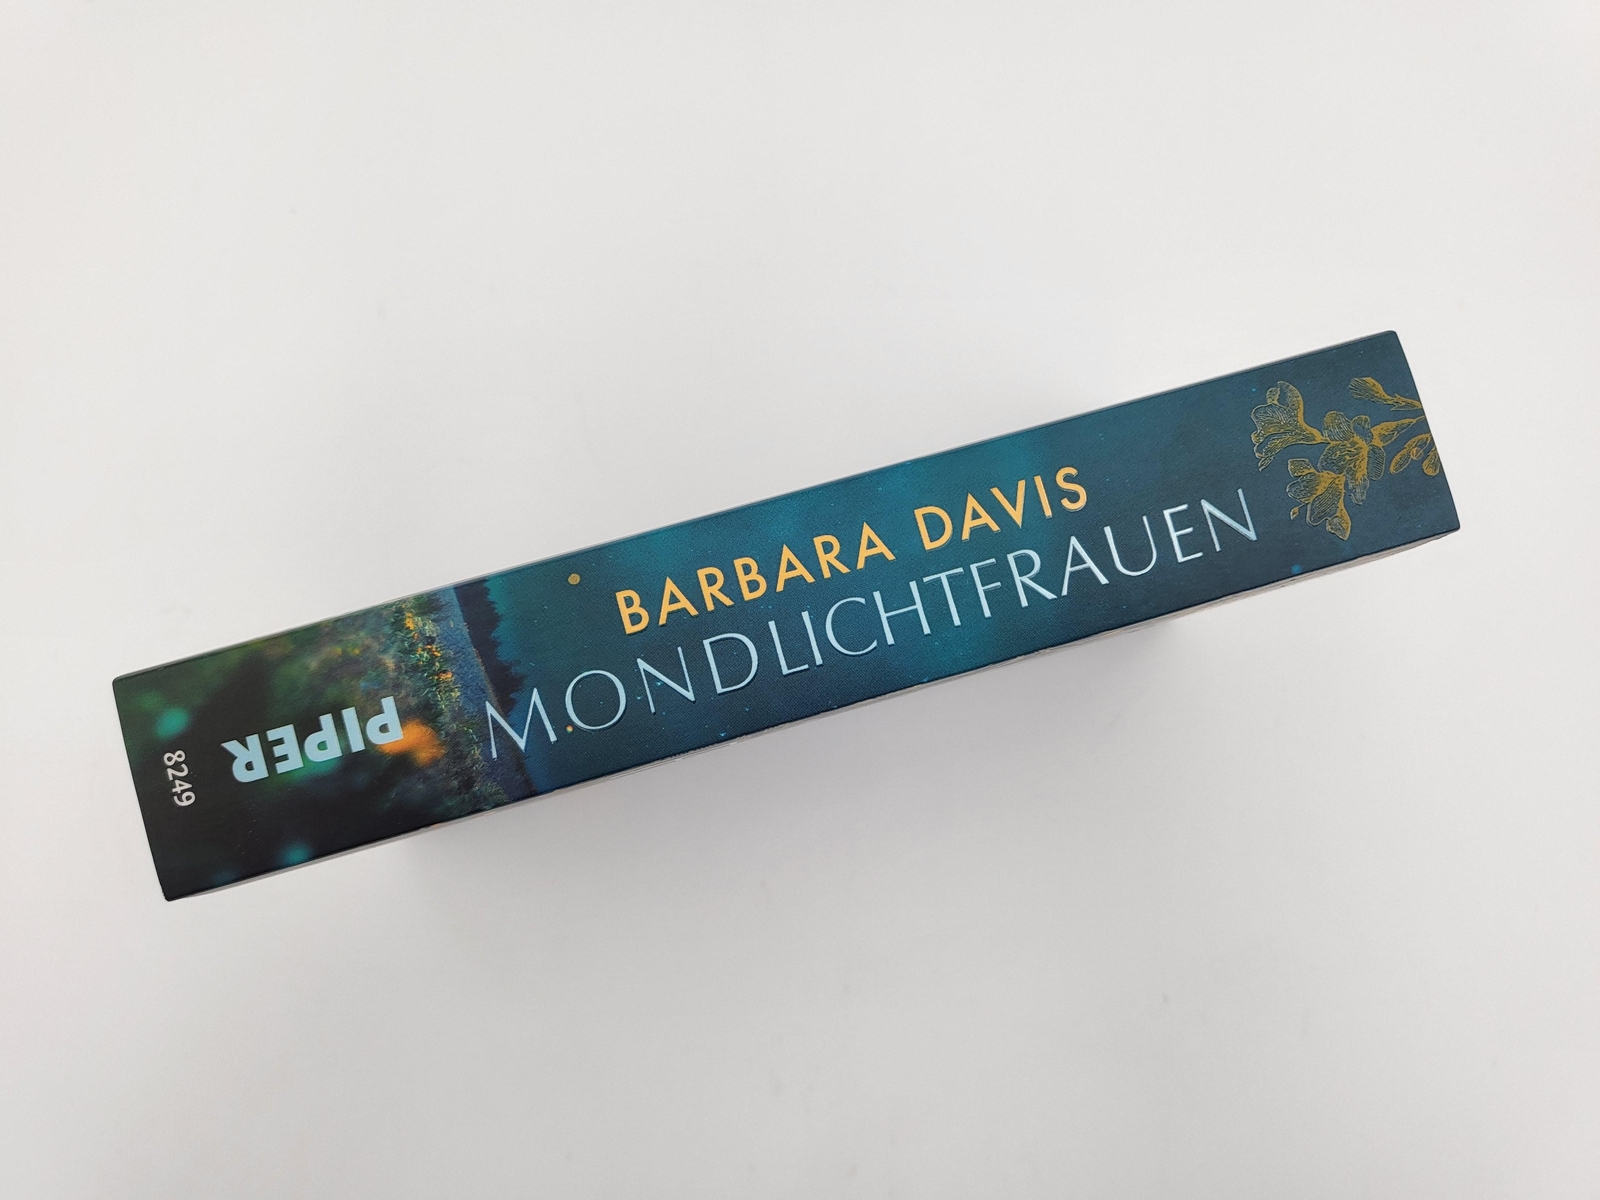 BARBARA DAVIS
MONDLICHTFRAUEN
PIPER
8249